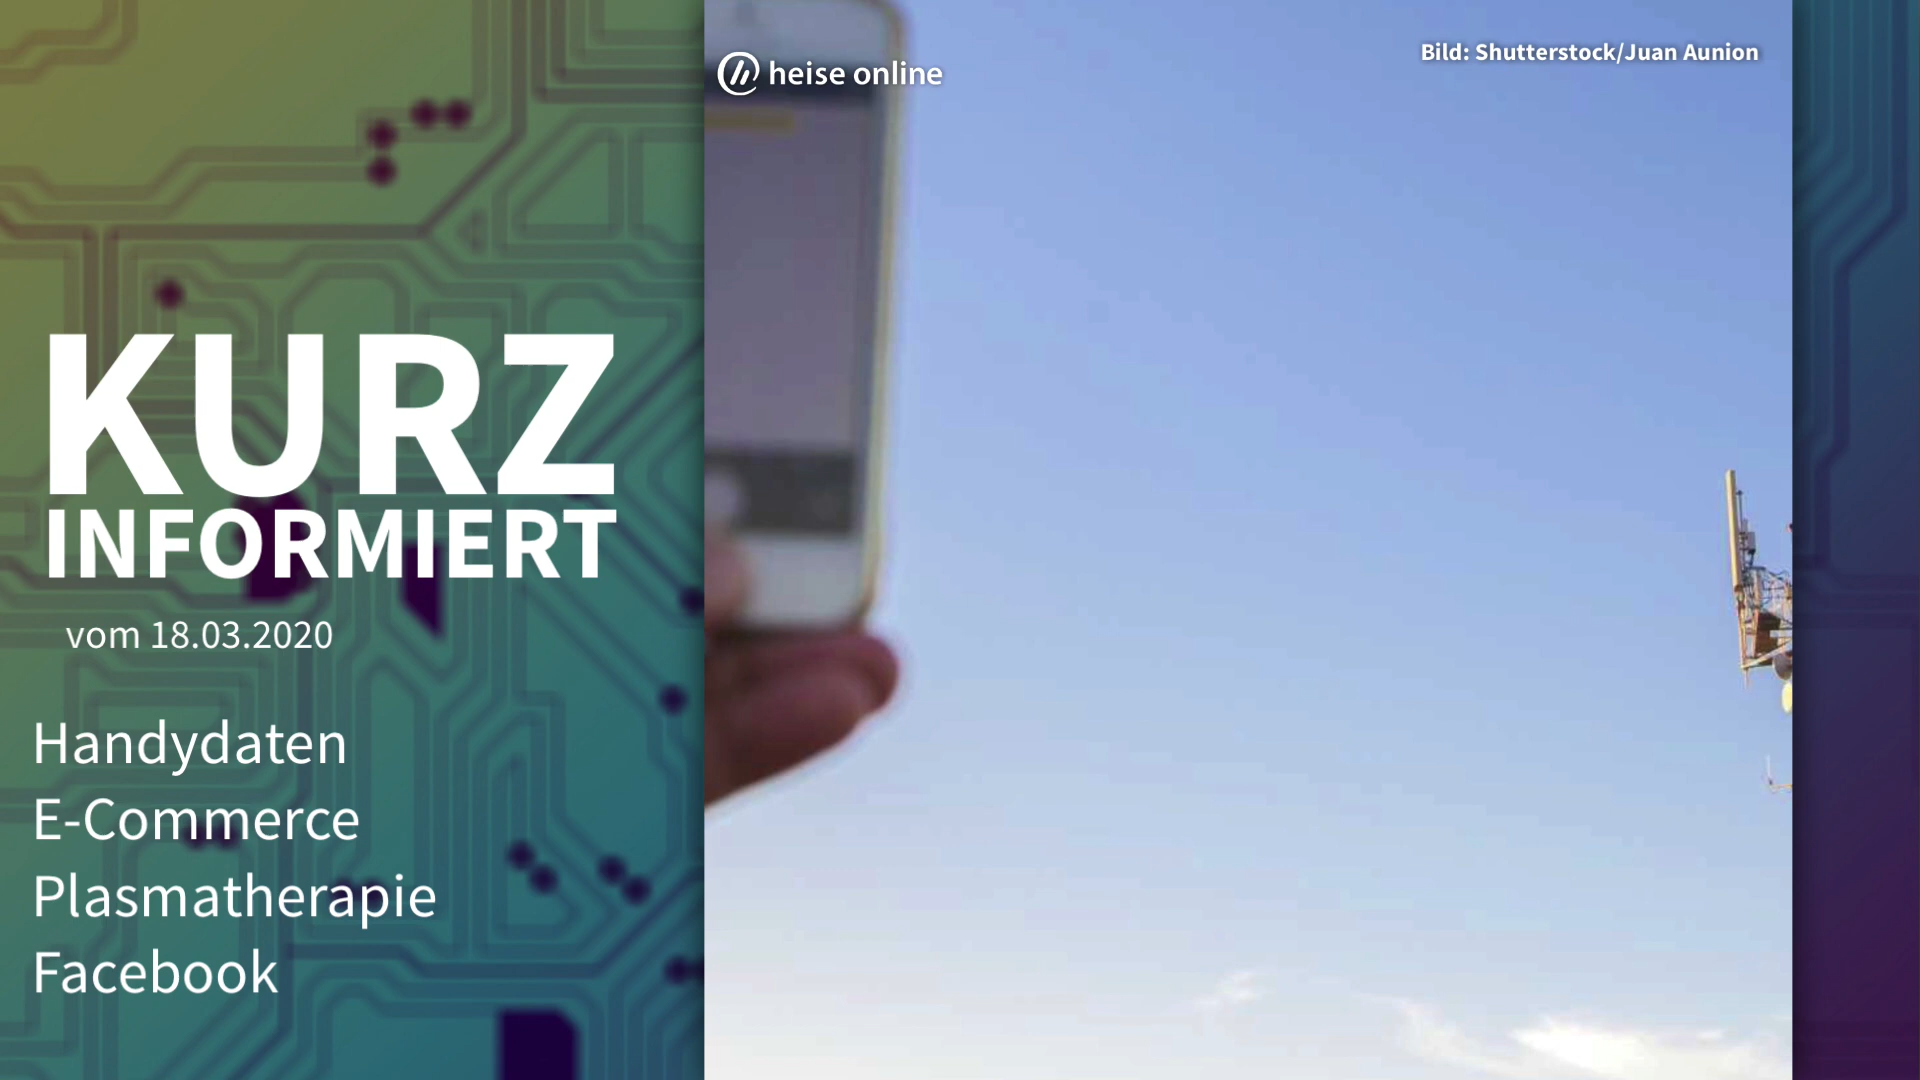 KURZ
INFORMIERT
vom 18.03.2020
Handydaten
E-Commerce
Plasmatherapie
Facebook
heise online
Bild: Shutterstock/Juan Aunion